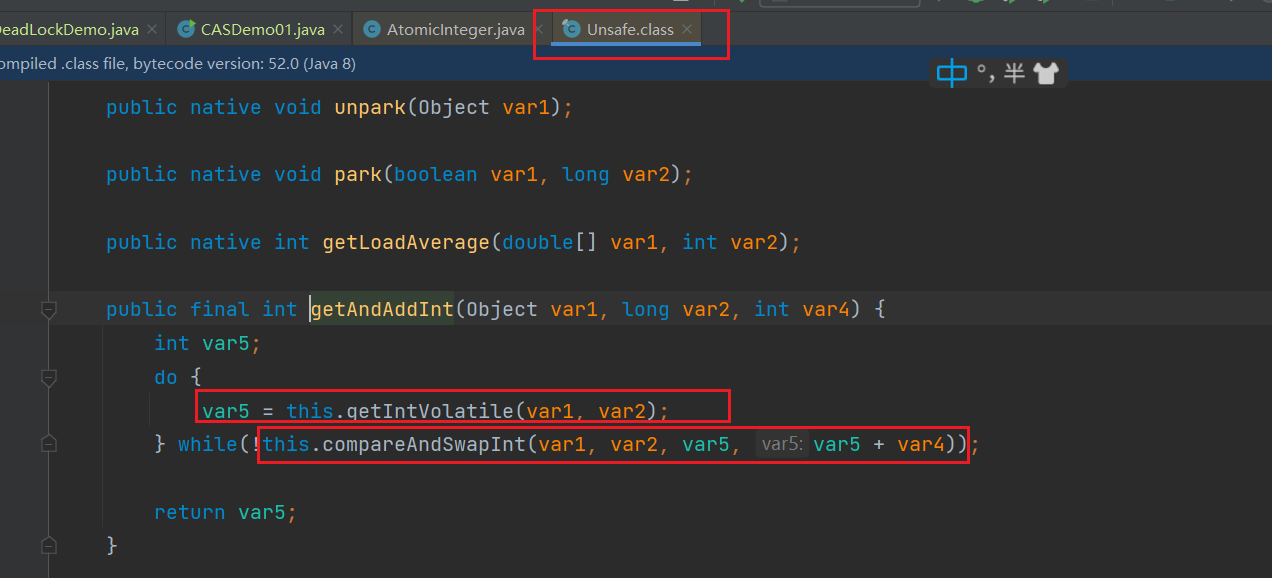 eadLockDemo.java CASDemo01.java AtomicInteger.java Unsafe.class
ompiled .class file, bytecode version: 52.0 (Java 8)
中 °, 半
public native void unpark(Object var1);
public native void park(boolean var1, long var2);
public native int getLoadAverage(double[] var1, int var2);
public final int getAndAddInt(Object var1, long var2, int var4) {
int var5;
do {
var5 = this.getIntVolatile(var1, var2);
} while(!this.compareAndSwapInt(var1, var2, var5, var5: var5 + var4));
return var5;
}